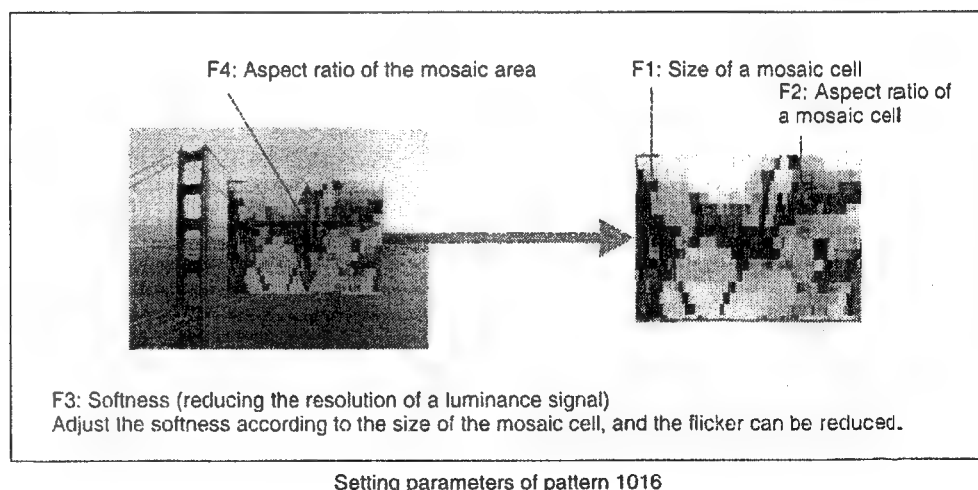 F4: Aspect ratio of the mosaic area
F1: Size of a mosaic cell
F2: Aspect ratio of
a mosaic cell
F3: Softness (reducing the resolution of a luminance signal)
Adjust the softness according to the size of the mosaic cell, and the flicker can be reduced.
Setting parameters of pattern 1016